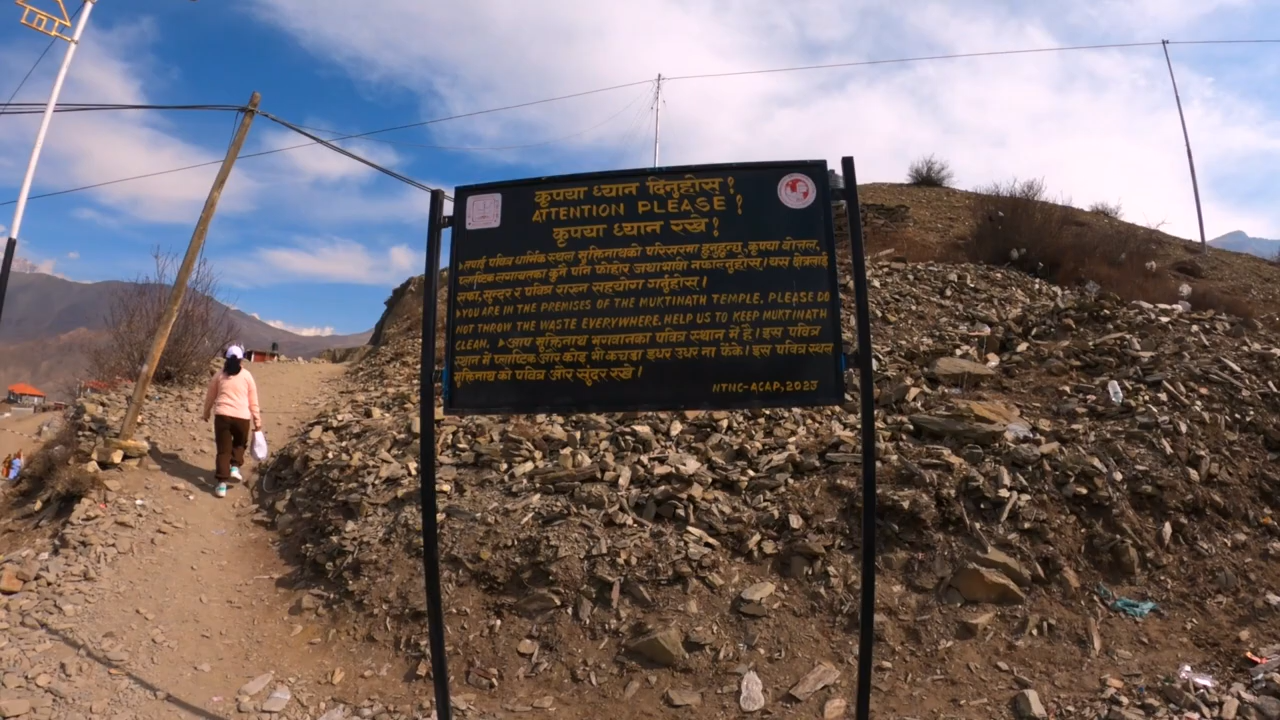 कृपया ध्यान दिनुहोस !
ATTENTION PLEASE !
कृपया ध्यान रखे !
तपाई पवित्र धार्मिक स्थल मुक्तिनाथको परिसरमा हुनुहुन्छ, कृपया बोत्तल,
प्लाष्टिक लगायतका कुनै पनि फोहोर जथाभावी नफाल्नुहोस् । यस क्षेत्रलाई
सफा, सुन्दर र पवित्र राख्न सहयोग गर्नुहोस् ।
YOU ARE IN THE PREMISES OF THE MUKTINATH TEMPLE. PLEASE DO
NOT THROW THE WASTE EVERYWHERE. HELP US TO KEEP MUKTINATH
CLEAN. आप मुक्तिनाथ भगवानका पवित्र स्थान में है । इस पवित्र
स्थान में प्लाष्टिक और कोइ भी कचडा इधर उधर ना फेंके । इस पवित्र स्थल
मुक्तिनाथ को पवित्र और सुंदर रखे ।
NTNC-ACAP, 2023